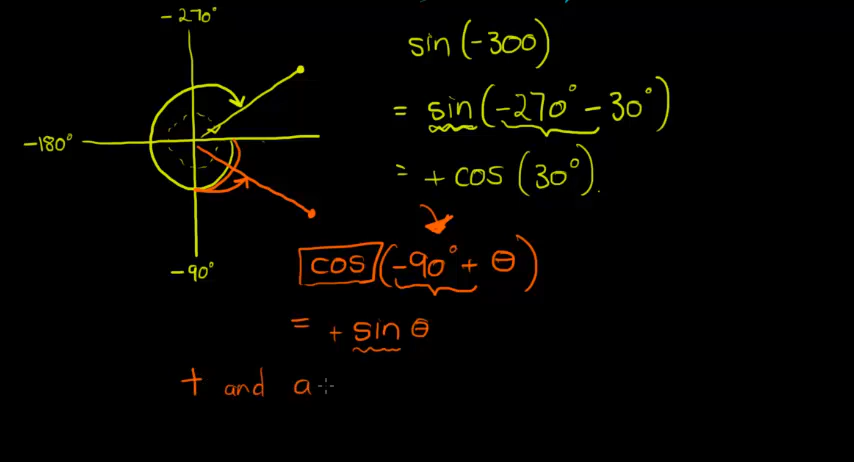 -270°
sin(-300)
-180°
= sin(-270° - 30°)
= + cos(30°).
-90°
cos(-90° + θ)
= + sin θ
+ and a